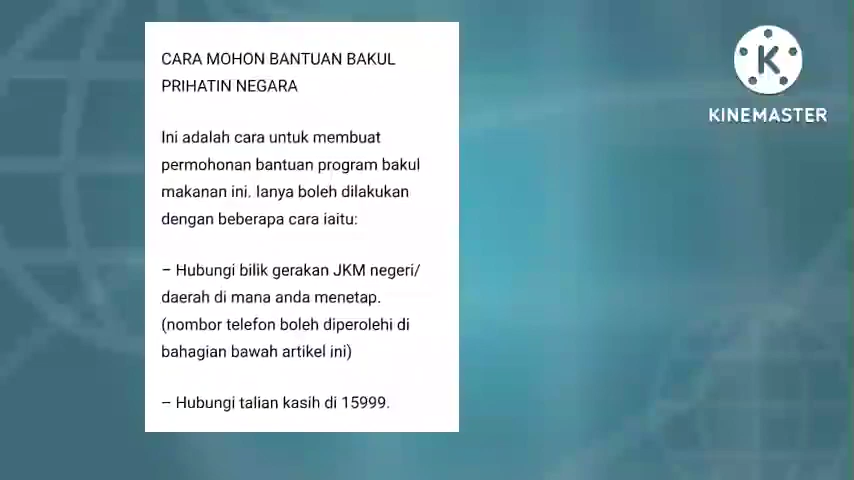 CARA MOHON BANTUAN BAKUL
PRIHATIN NEGARA
Ini adalah cara untuk membuat
permohonan bantuan program bakul
makanan ini. Ianya boleh dilakukan
dengan beberapa cara iaitu:
– Hubungi bilik gerakan JKM negeri/
daerah di mana anda menetap.
(nombor telefon boleh diperolehi di
bahagian bawah artikel ini)
– Hubungi talian kasih di 15999.
K
KINEMASTER